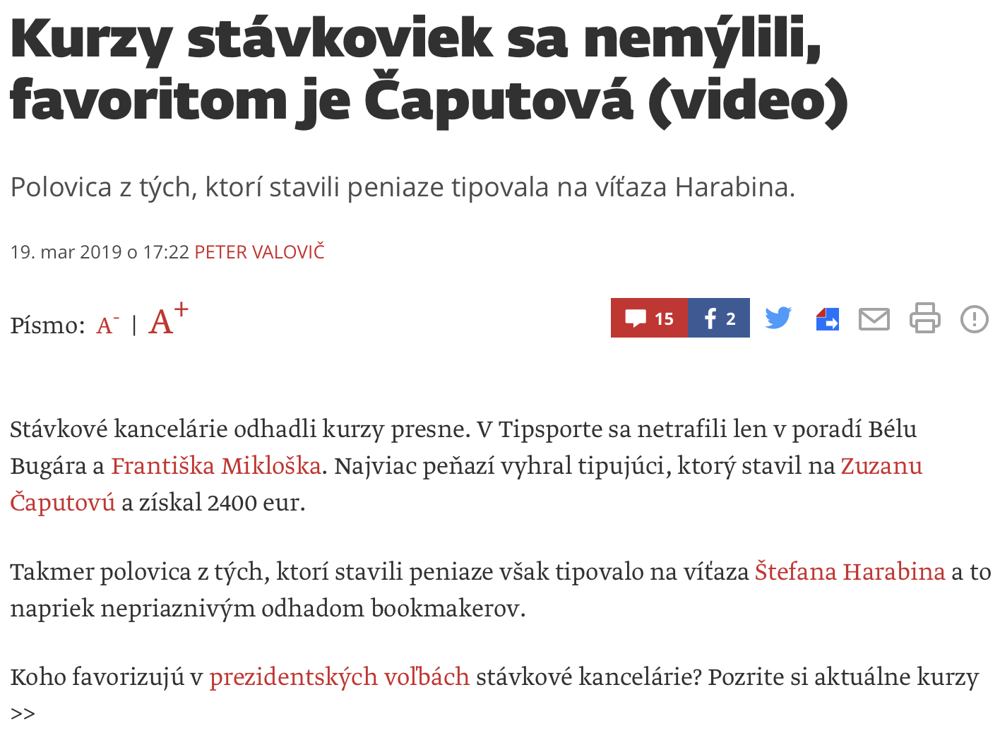 Kurzy stávkoviek sa nemýlili,
favoritom je Čaputová (video)
Polovica z tých, ktorí stavili peniaze tipovala na víťaza Harabina.
19. mar 2019 o 17:22 PETER VALOVIČ
Písmo: A- | A+ 15 2
Stávkové kancelárie odhadli kurzy presne. V Tipsporte sa netrafili len v poradí Bélu
Bugára a Františka Mikloška. Najviac peňazí vyhral tipujúci, ktorý stavil na Zuzanu
Čaputovú a získal 2400 eur.
Takmer polovica z tých, ktorí stavili peniaze však tipovalo na víťaza Štefana Harabina a to
napriek nepriaznivým odhadom bookmakerov.
Koho favorizujú v prezidentských voľbách stávkové kancelárie? Pozrite si aktuálne kurzy
>>